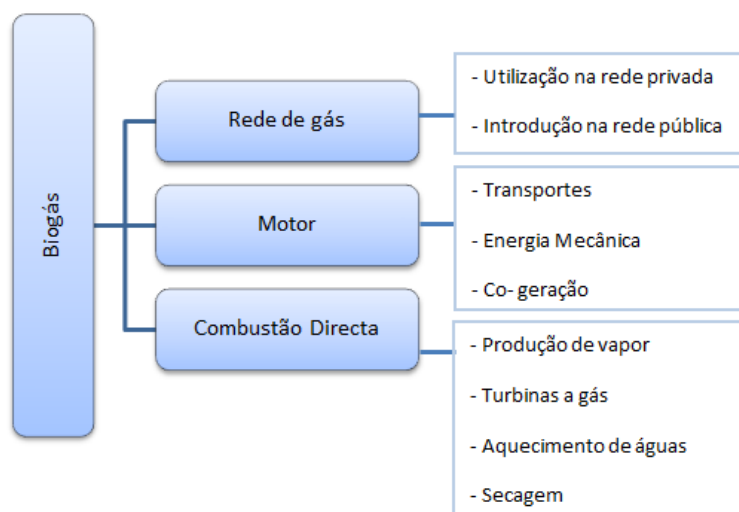 Biogás
Rede de gás
- Utilização na rede privada
- Introdução na rede pública
Motor
- Transportes
- Energia Mecânica
- Co- geração
Combustão Directa
- Produção de vapor
- Turbinas a gás
- Aquecimento de águas
- Secagem